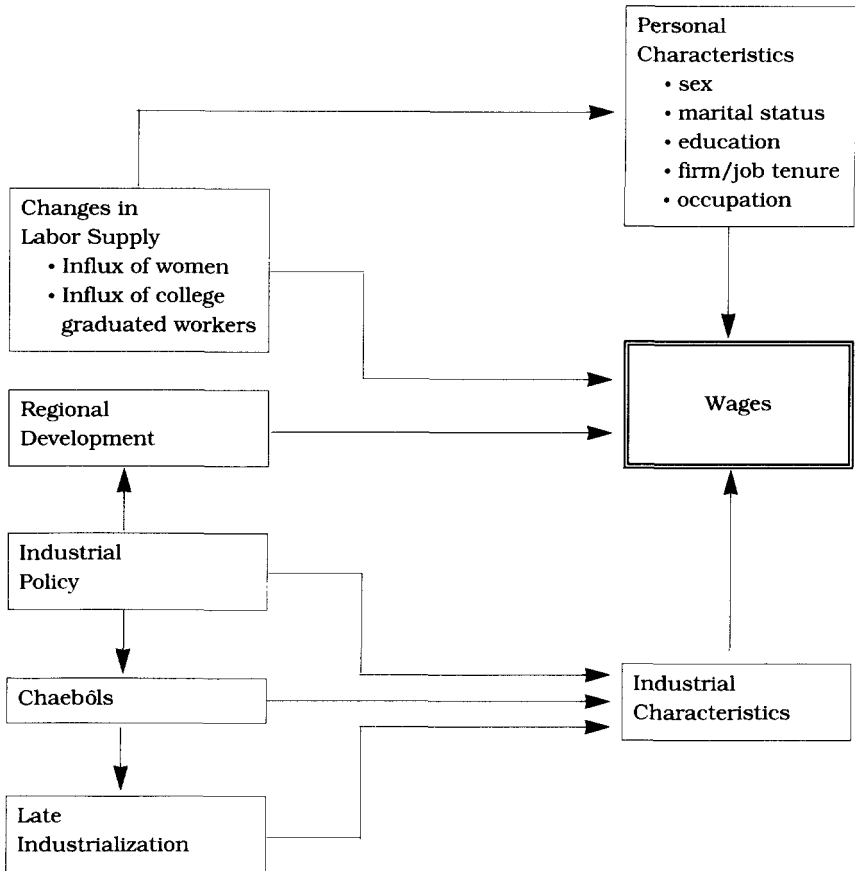 Personal
Characteristics
• sex
• marital status
• education
• firm/job tenure
• occupation
Changes in
Labor Supply
• Influx of women
• Influx of college
graduated workers
Wages
Regional
Development
Industrial
Policy
Chaebôls
Industrial
Characteristics
Late
Industrialization